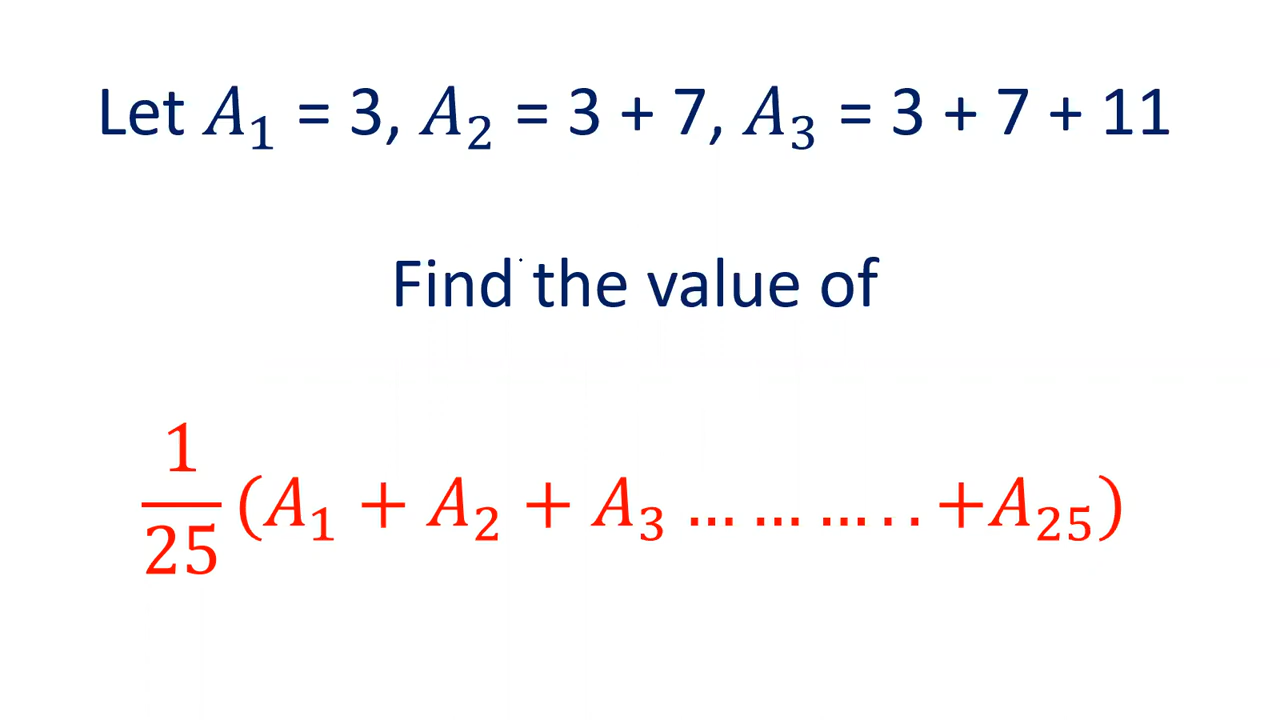 Let A₁ = 3, A₂ = 3 + 7, A₃ = 3 + 7 + 11
Find the value of
1/25 (A₁ + A₂ + A₃ … … … . . +A₂₅)